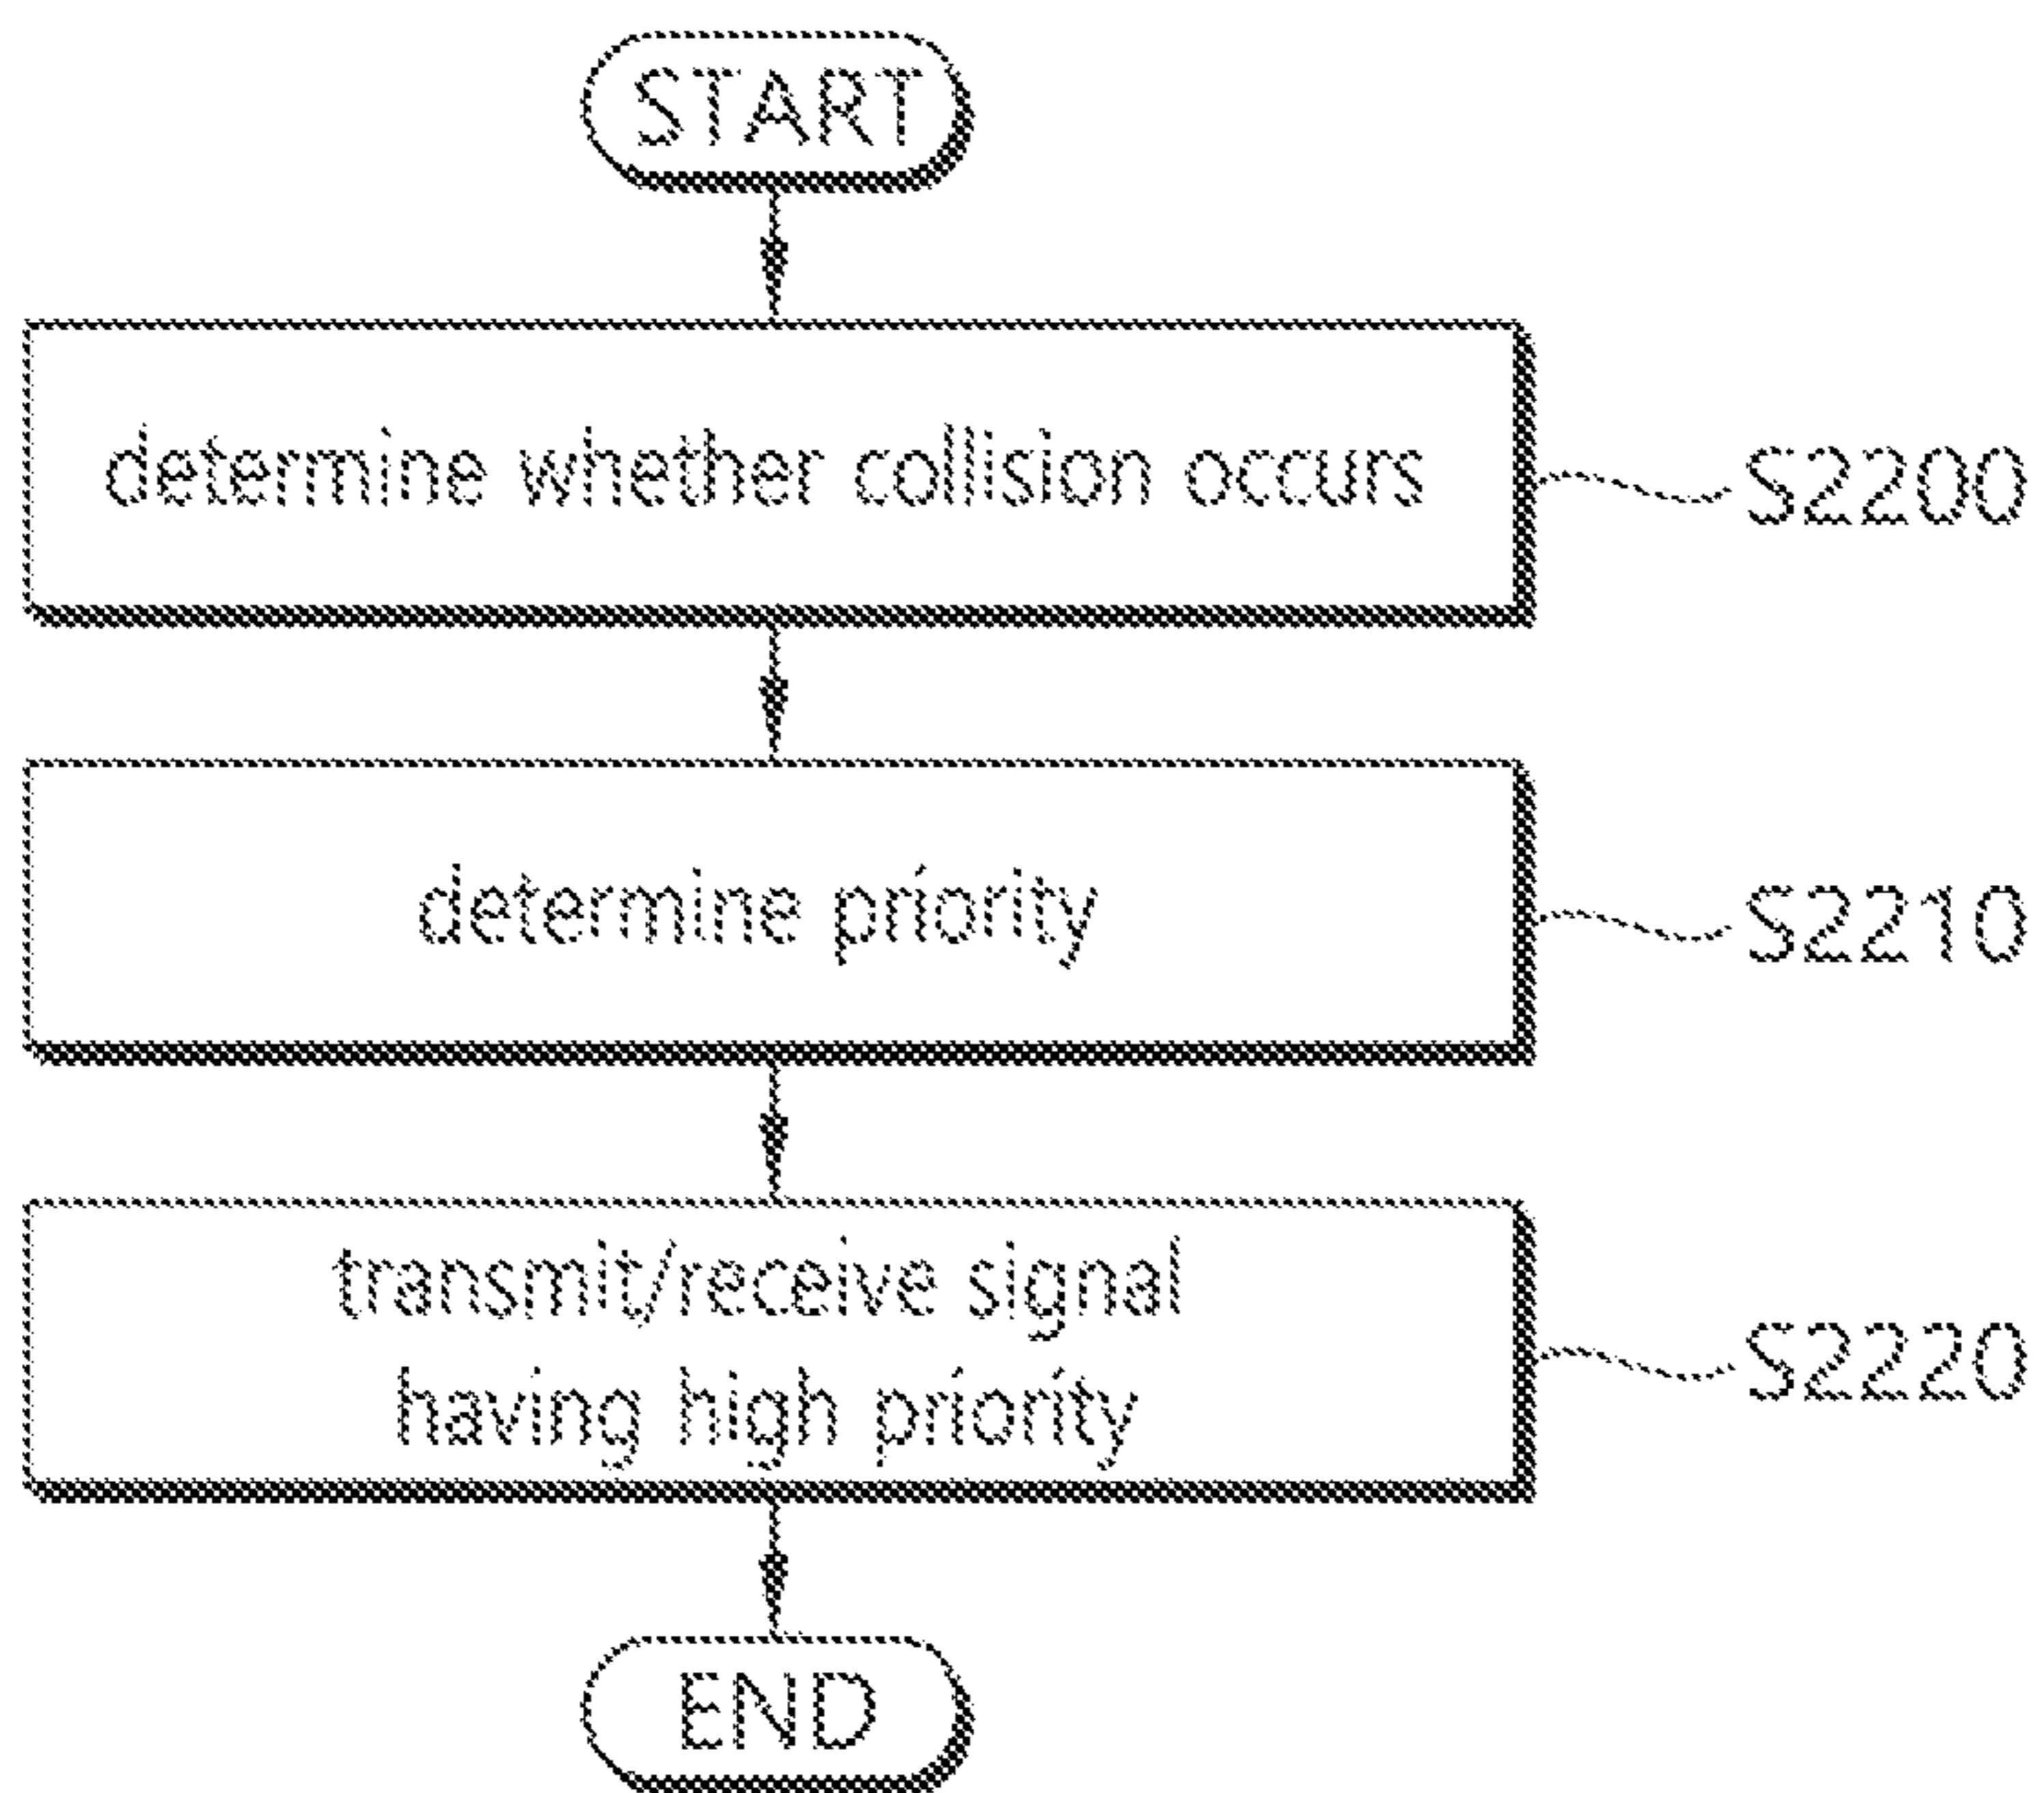 START
determine whether collision occurs
S2200
determine priority
S2210
transmit/receive signal
having high priority
S2220
END